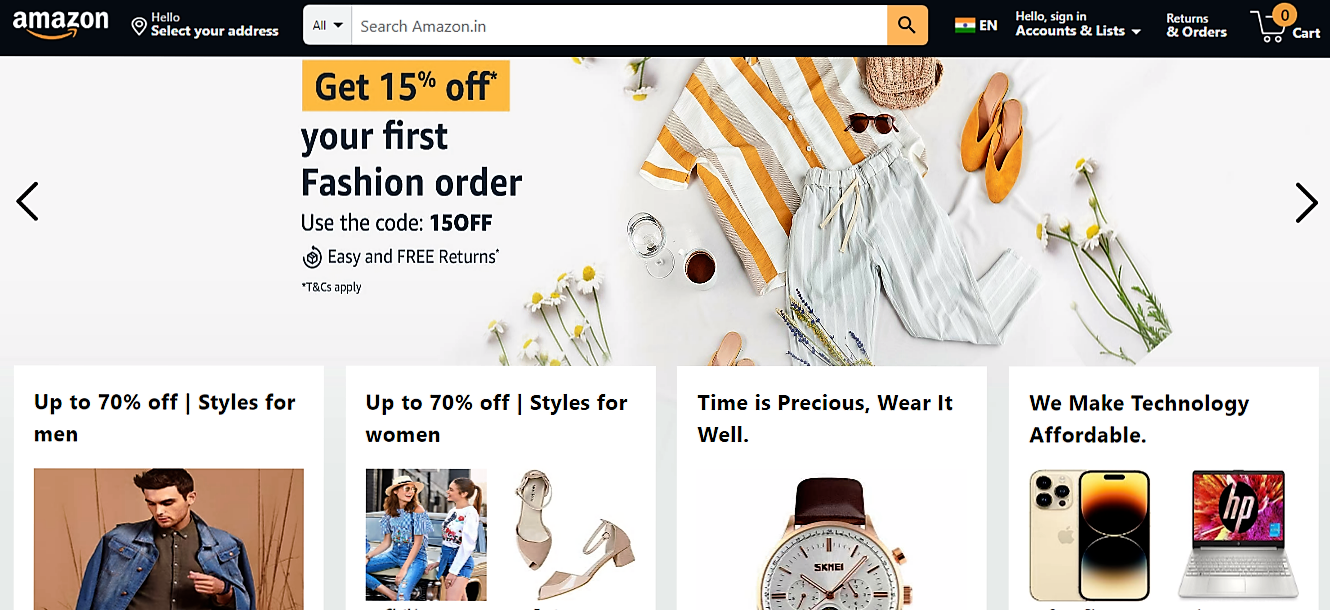 amazon
Hello
Select your address
All
Search Amazon.in
EN
Hello, sign in
Accounts & Lists
Returns
& Orders
0
Cart
Get 15% off*
your first
Fashion order
Use the code: 15OFF
Easy and FREE Returns*
*T&Cs apply
Up to 70% off | Styles for
men
Up to 70% off | Styles for
women
Time is Precious, Wear It
Well.
SKMEI
We Make Technology
Affordable.
hp